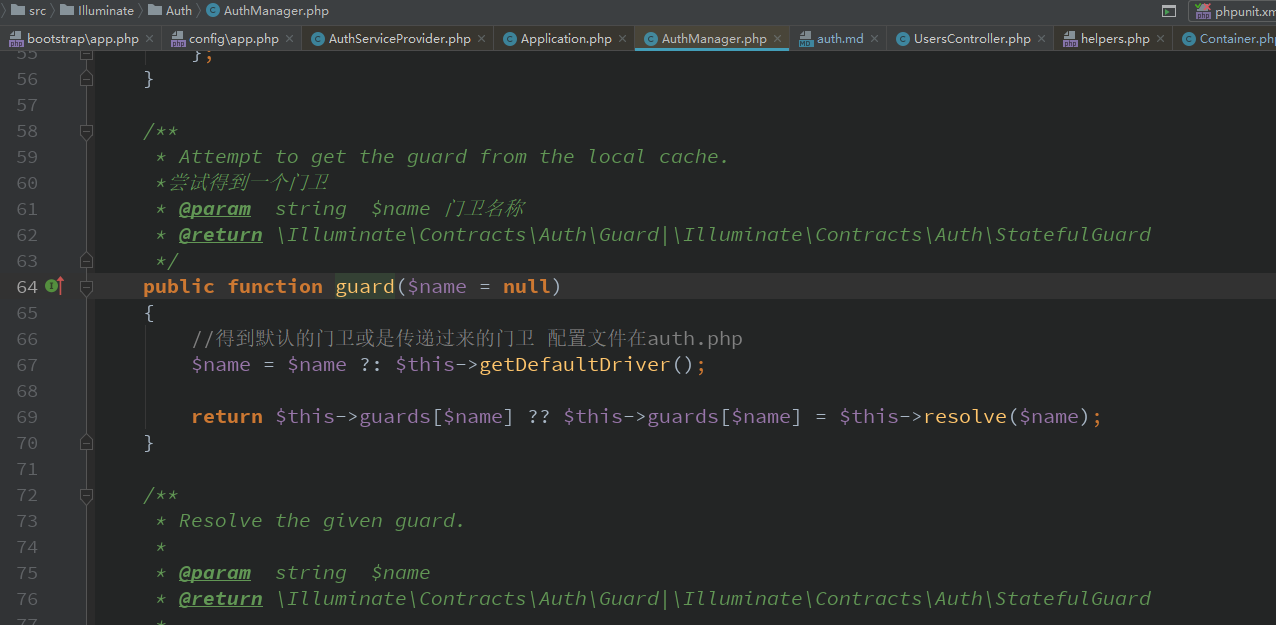 src Illuminate Auth AuthManager.php phpunit.xm
bootstrap\app.php config\app.php AuthServiceProvider.php Application.php AuthManager.php auth.md UsersController.php helpers.php Container.php
55 };
56 }
57
58 /**
59 * Attempt to get the guard from the local cache.
60 *尝试得到一个门卫
61 * @param string $name 门卫名称
62 * @return \Illuminate\Contracts\Auth\Guard|\Illuminate\Contracts\Auth\StatefulGuard
63 */
64 public function guard($name = null)
65 {
66 //得到默认的门卫或是传递过来的门卫 配置文件在auth.php
67 $name = $name ?: $this->getDefaultDriver();
68
69 return $this->guards[$name] ?? $this->guards[$name] = $this->resolve($name);
70 }
71
72 /**
73 * Resolve the given guard.
74 *
75 * @param string $name
76 * @return \Illuminate\Contracts\Auth\Guard|\Illuminate\Contracts\Auth\StatefulGuard
77 *